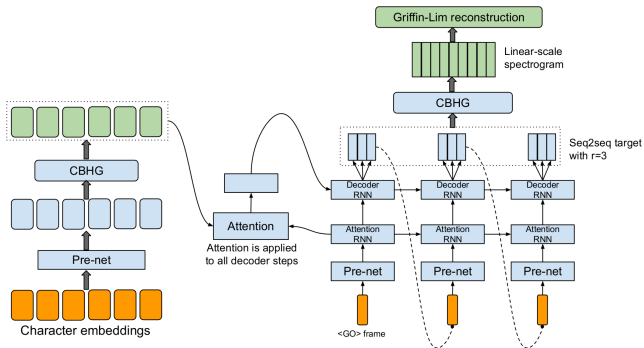 Griffin-Lim reconstruction
Linear-scale
spectrogram
CBHG
Seq2seq target
with r=3
CBHG
Decoder
RNN
Decoder
RNN
Decoder
RNN
Attention
Attention is applied
to all decoder steps
Attention
RNN
Attention
RNN
Attention
RNN
Pre-net
Pre-net
Pre-net
Pre-net
<GO> frame
Character embeddings